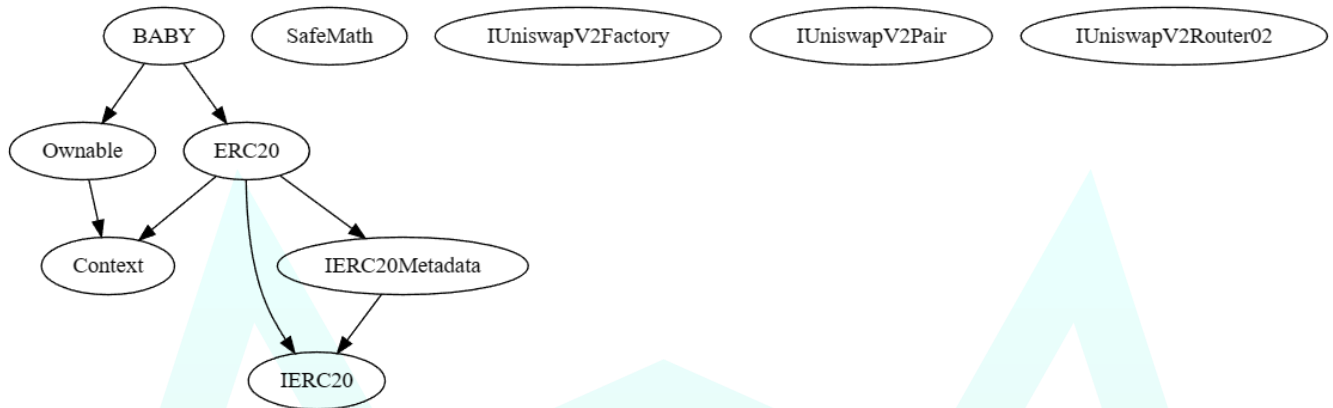 BABY
SafeMath
IUniswapV2Factory
IUniswapV2Pair
IUniswapV2Router02
Ownable
ERC20
Context
IERC20Metadata
IERC20